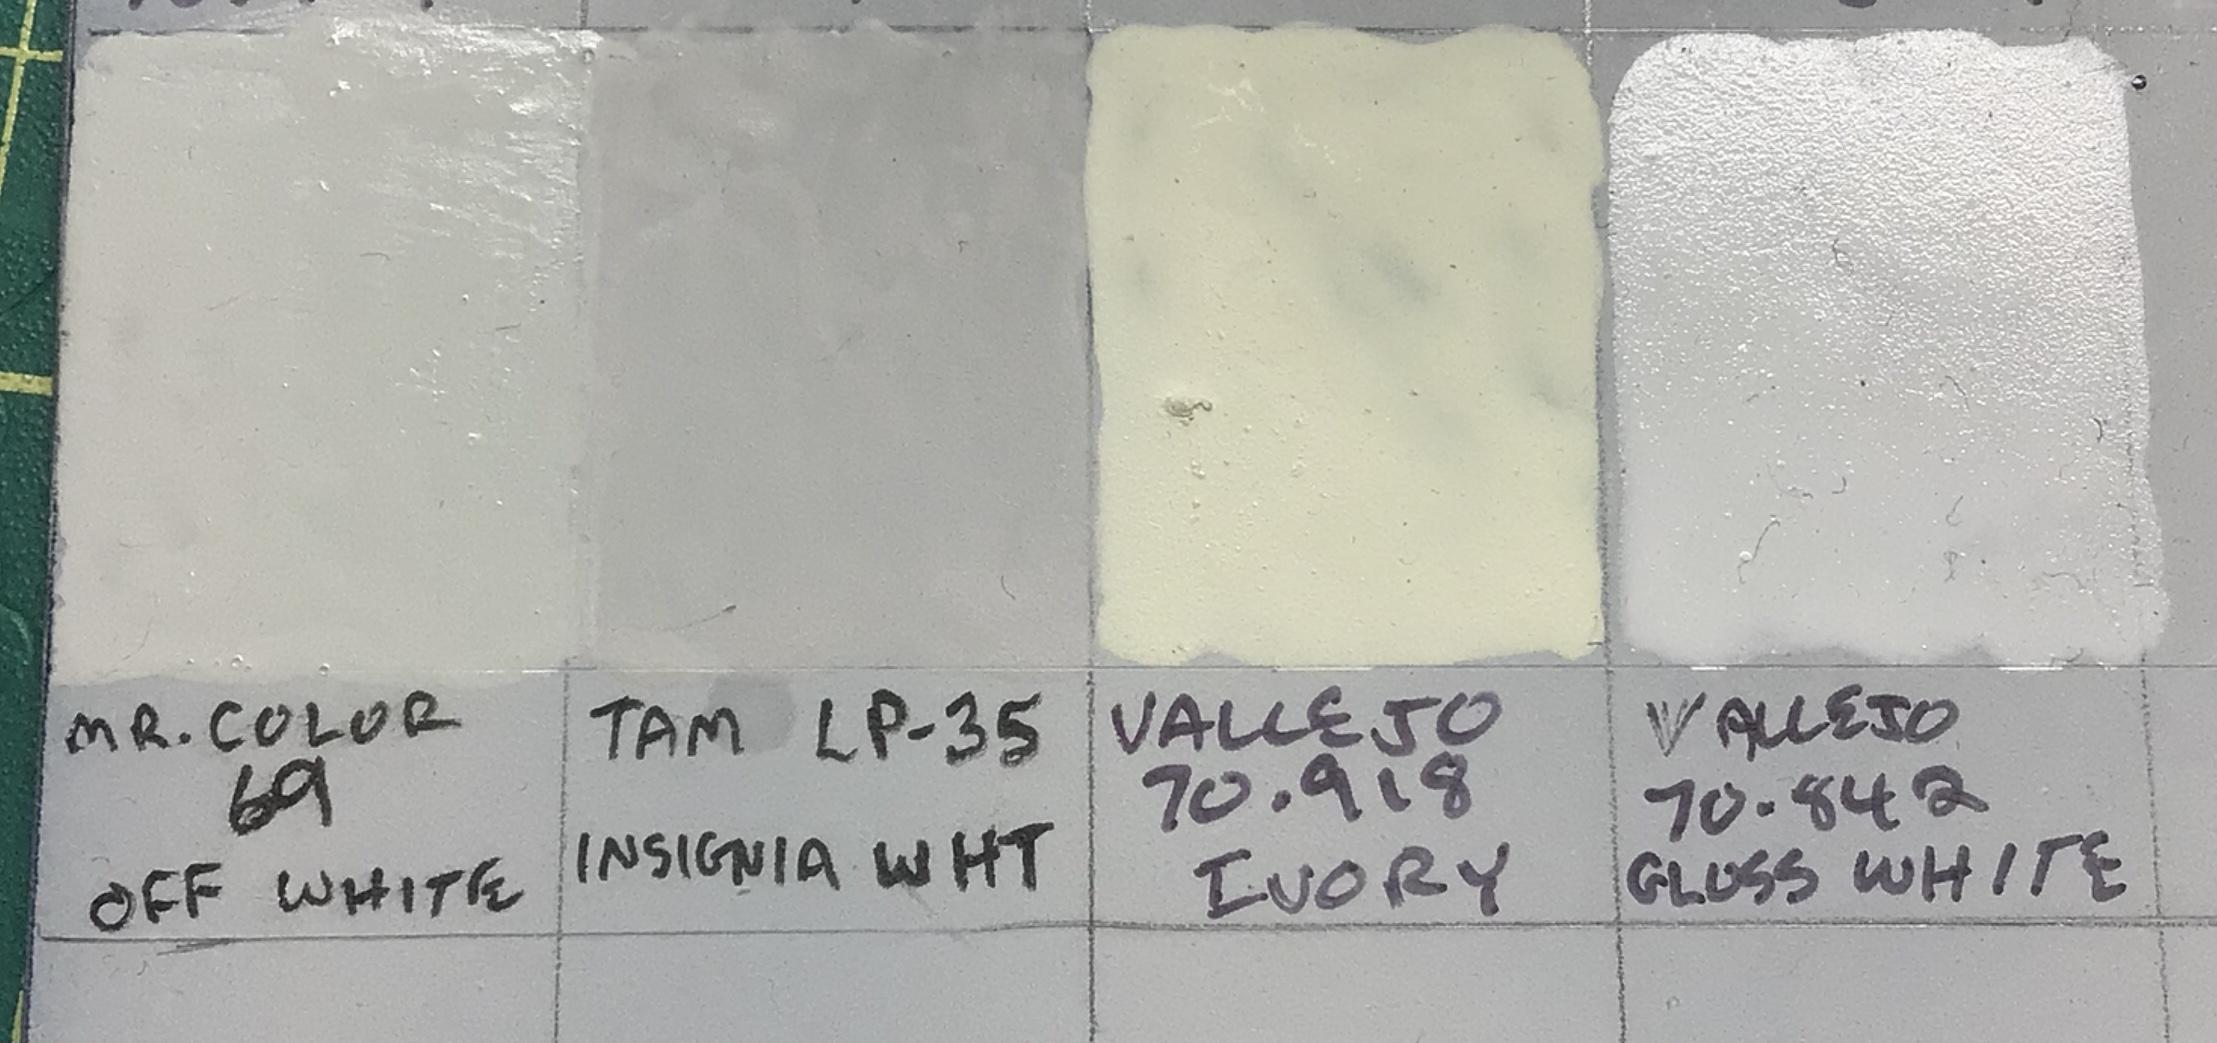 MR. COLOR
69
OFF WHITE
TAM LP-35
INSIGNIA WHT
VALLEJO
70.918
IVORY
VALLEJO
70.842
GLOSS WHITE